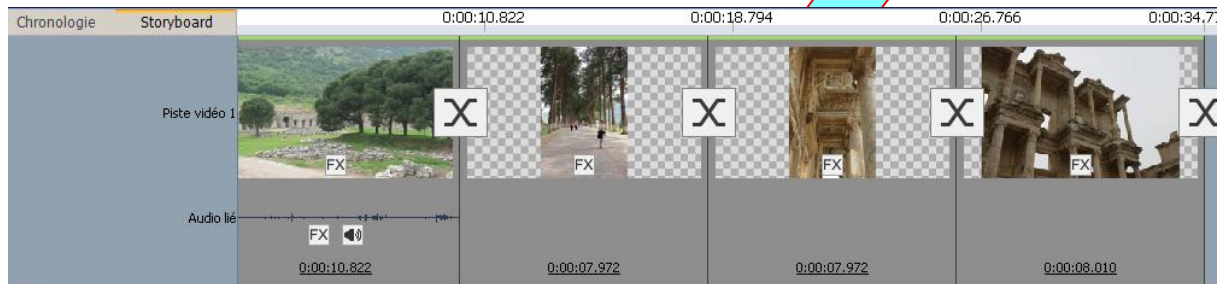 Chronologie Storyboard 0:00:10.822 0:00:18.794 0:00:26.766
Piste vidéo 1
FX FX FX FX
Audio lié
FX
0:00:10.822 0:00:07.972 0:00:07.972 0:00:08.010